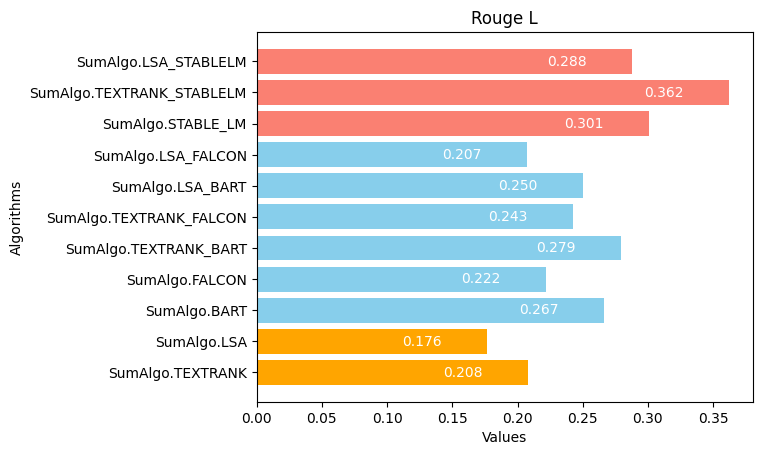 Rouge L
SumAlgo.LSA_STABLELM 0.288
SumAlgo.TEXTRANK_STABLELM 0.362
SumAlgo.STABLE_LM 0.301
SumAlgo.LSA_FALCON 0.207
SumAlgo.LSA_BART 0.250
SumAlgo.TEXTRANK_FALCON 0.243
SumAlgo.TEXTRANK_BART 0.279
SumAlgo.FALCON 0.222
SumAlgo.BART 0.267
SumAlgo.LSA 0.176
SumAlgo.TEXTRANK 0.208
Algorithms
0.00 0.05 0.10 0.15 0.20 0.25 0.30 0.35
Values